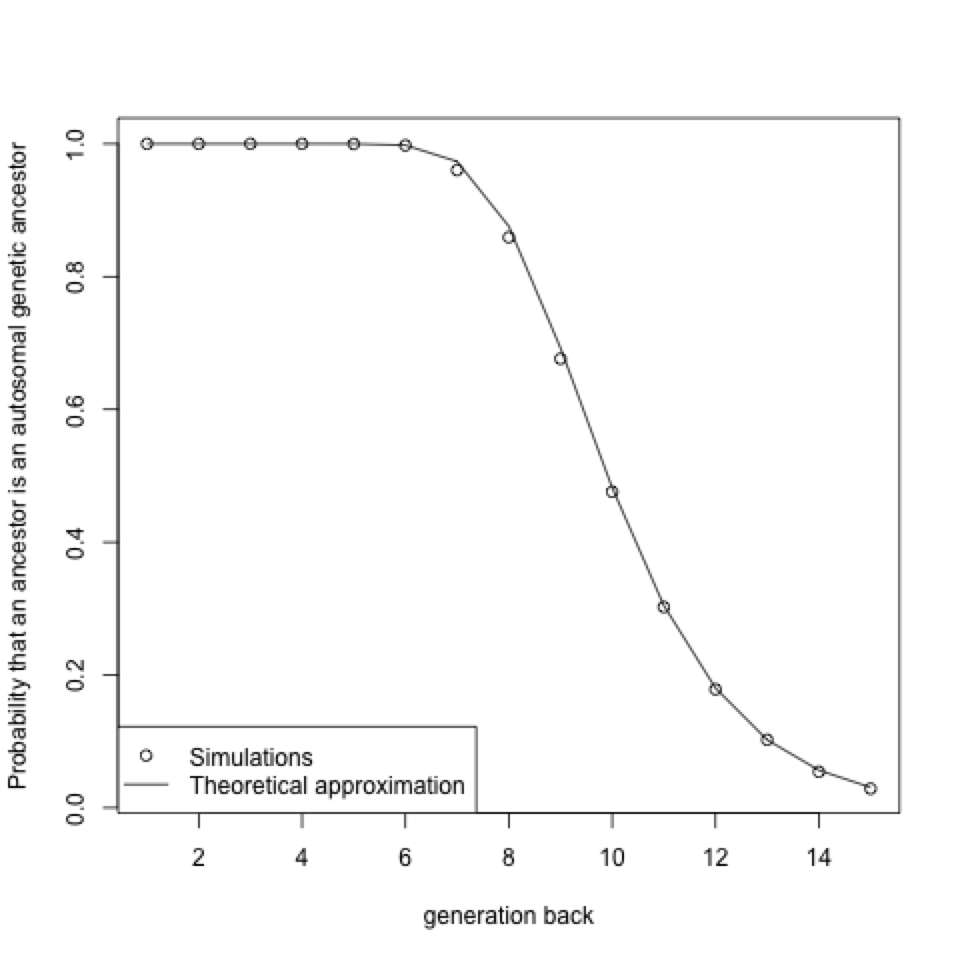 Probability that an ancestor is an autosomal genetic ancestor
1.0
0.8
0.6
0.4
0.2
0.0
Simulations
Theoretical approximation
2 4 6 8 10 12 14
generation back